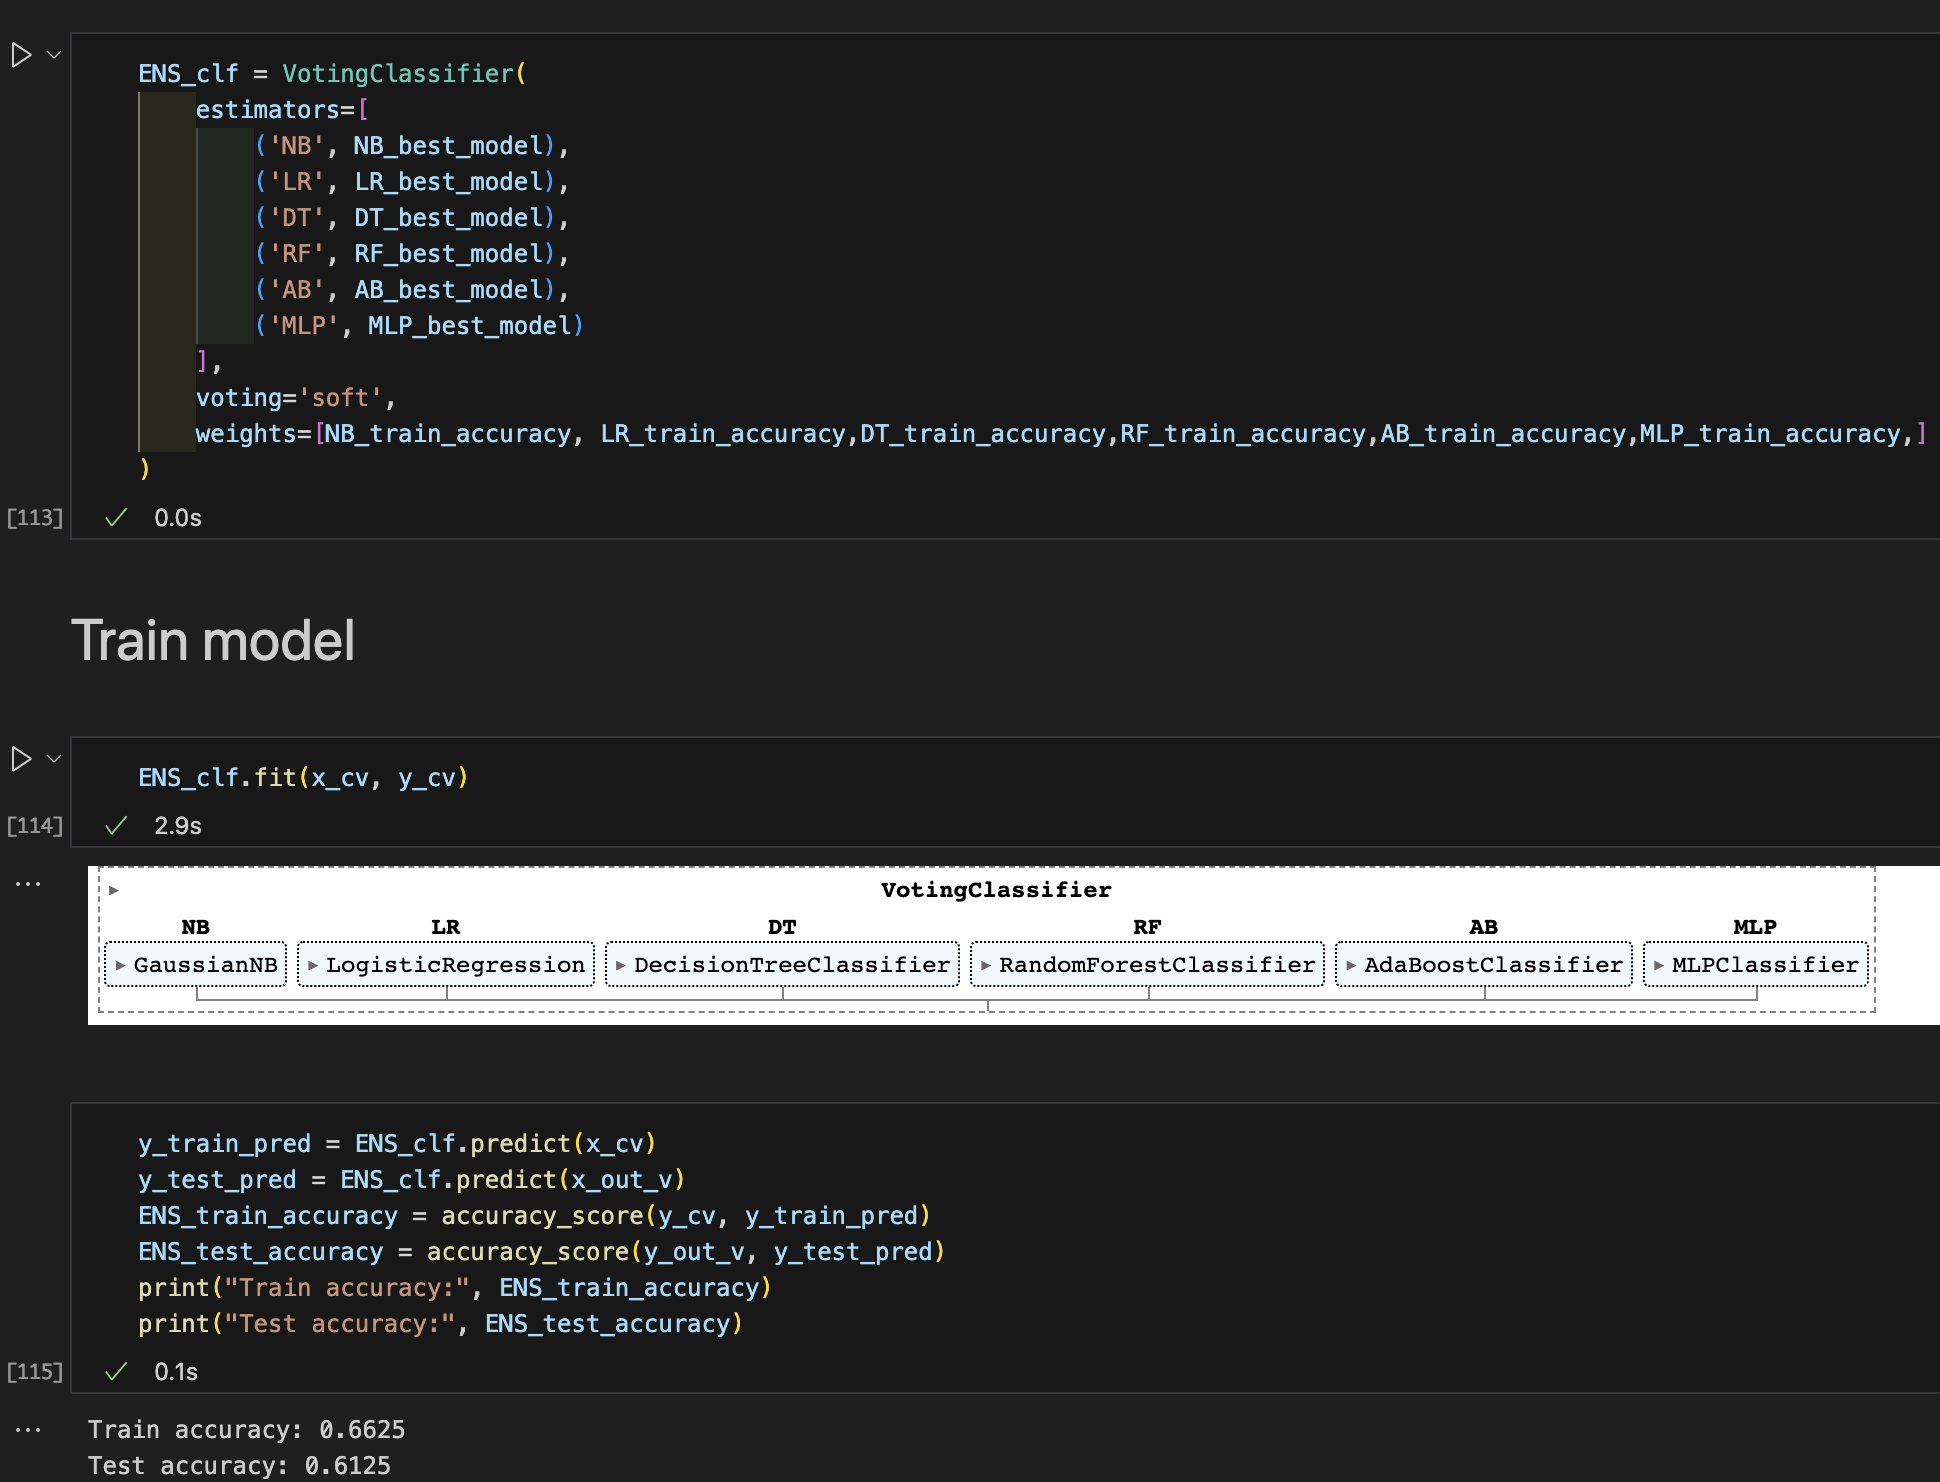 ENS_clf = VotingClassifier(
estimators=[
('NB', NB_best_model),
('LR', LR_best_model),
('DT', DT_best_model),
('RF', RF_best_model),
('AB', AB_best_model),
('MLP', MLP_best_model)
],
voting='soft',
weights=[NB_train_accuracy, LR_train_accuracy,DT_train_accuracy,RF_train_accuracy,AB_train_accuracy,MLP_train_accuracy,]
)
[113] 0.0s
Train model
ENS_clf.fit(x_cv, y_cv)
[114] 2.9s
VotingClassifier
NB LR DT RF AB MLP
GaussianNB LogisticRegression DecisionTreeClassifier RandomForestClassifier AdaBoostClassifier MLPClassifier
y_train_pred = ENS_clf.predict(x_cv)
y_test_pred = ENS_clf.predict(x_out_v)
ENS_train_accuracy = accuracy_score(y_cv, y_train_pred)
ENS_test_accuracy = accuracy_score(y_out_v, y_test_pred)
print("Train accuracy:", ENS_train_accuracy)
print("Test accuracy:", ENS_test_accuracy)
[115] 0.1s
Train accuracy: 0.6625
Test accuracy: 0.6125